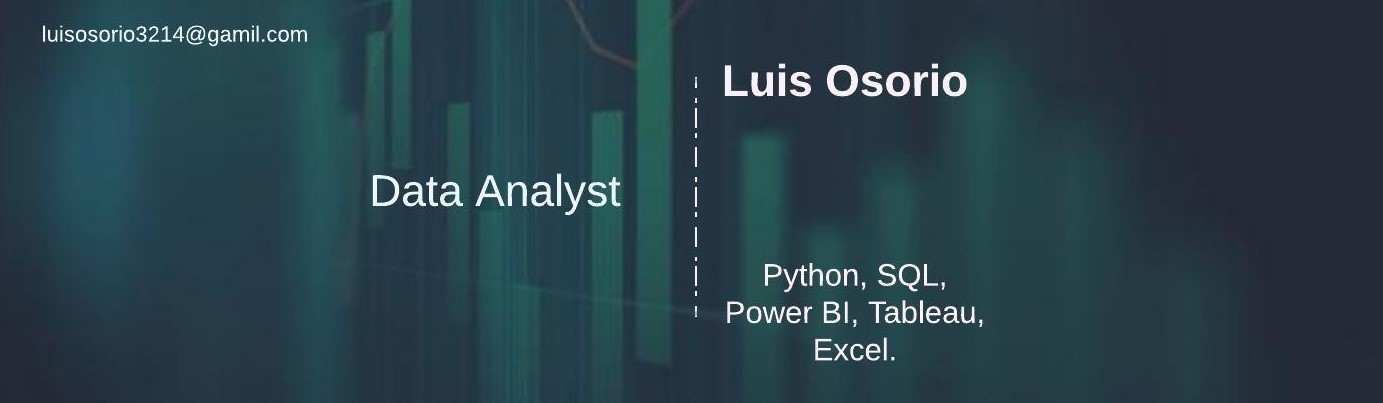 luisosorio3214@gamil.com
Luis Osorio
Data Analyst
Python, SQL,
Power BI, Tableau,
Excel.